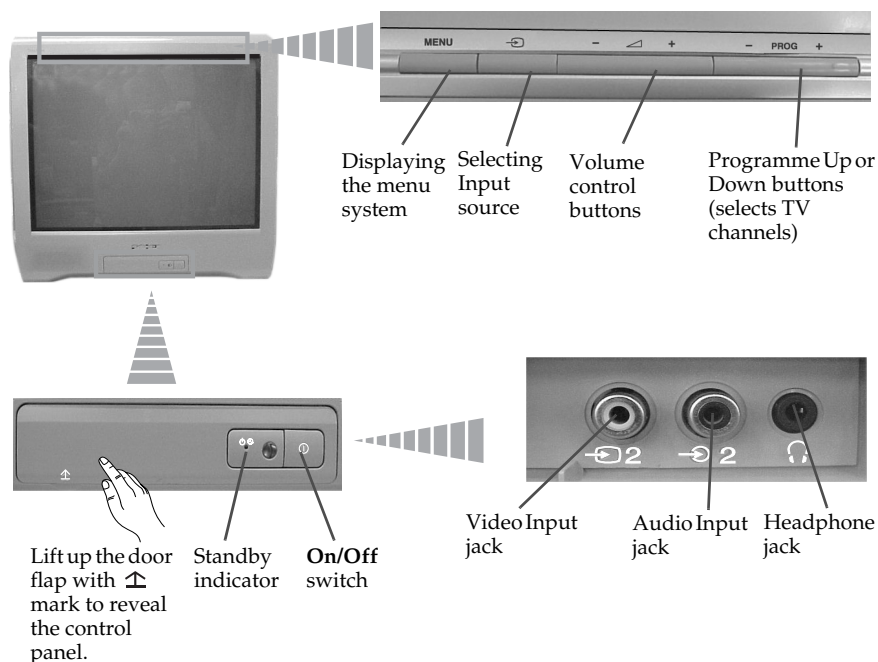 MENU
− +
− PROG +
Displaying
the menu
system
Selecting
Input
source
Volume
control
buttons
Programme Up or
Down buttons
(selects TV
channels)
2
2
Lift up the door
flap with
mark to reveal
the control
panel.
Standby
indicator
On/Off
switch
Video Input
jack
Audio Input
jack
Headphone
jack